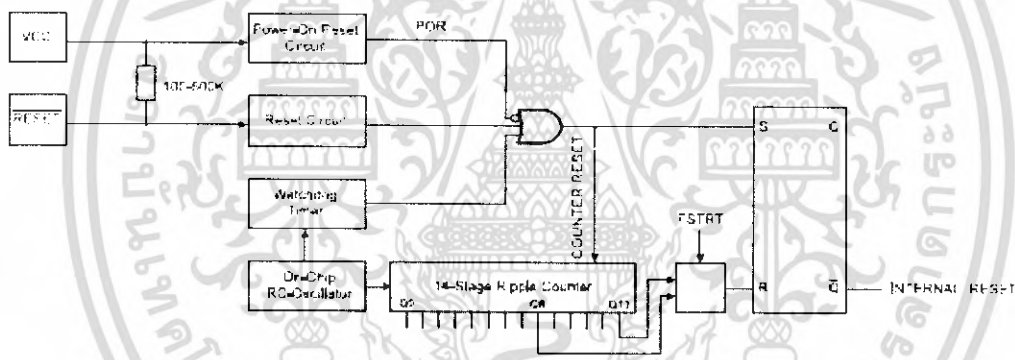 VCC
Power-On Reset
Circuit
POR
100-500K
RESET
Reset Circuit
Watchdog
Timer
On-Chip
RC-Oscillator
14-Stage Ripple Counter
Q0
Q8
Q13
COUNTER RESET
FSTRT
S
Q
R
Q
INTERNAL RESET